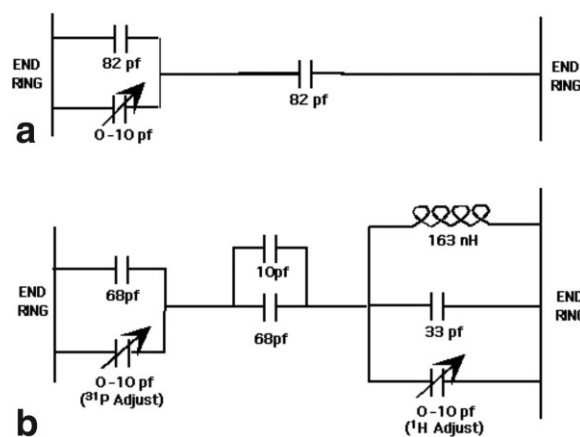 END
RING
82 pf
0-10 pf
82 pf
END
RING
a
END
RING
68pf
0-10 pf
(31P Adjust)
10pf
68pf
163 nH
33 pf
0-10 pf
(1H Adjust)
END
RING
b